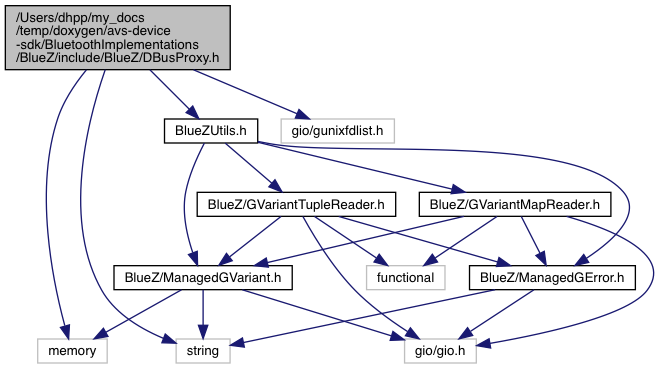 /Users/dhpp/my_docs
/temp/doxygen/avs-device
-sdk/BluetoothImplementations
/BlueZ/include/BlueZ/DBusProxy.h
BlueZUtils.h
gio/gunixfdlist.h
BlueZ/GVariantTupleReader.h
BlueZ/GVariantMapReader.h
BlueZ/ManagedGVariant.h
functional
BlueZ/ManagedGError.h
memory
string
gio/gio.h